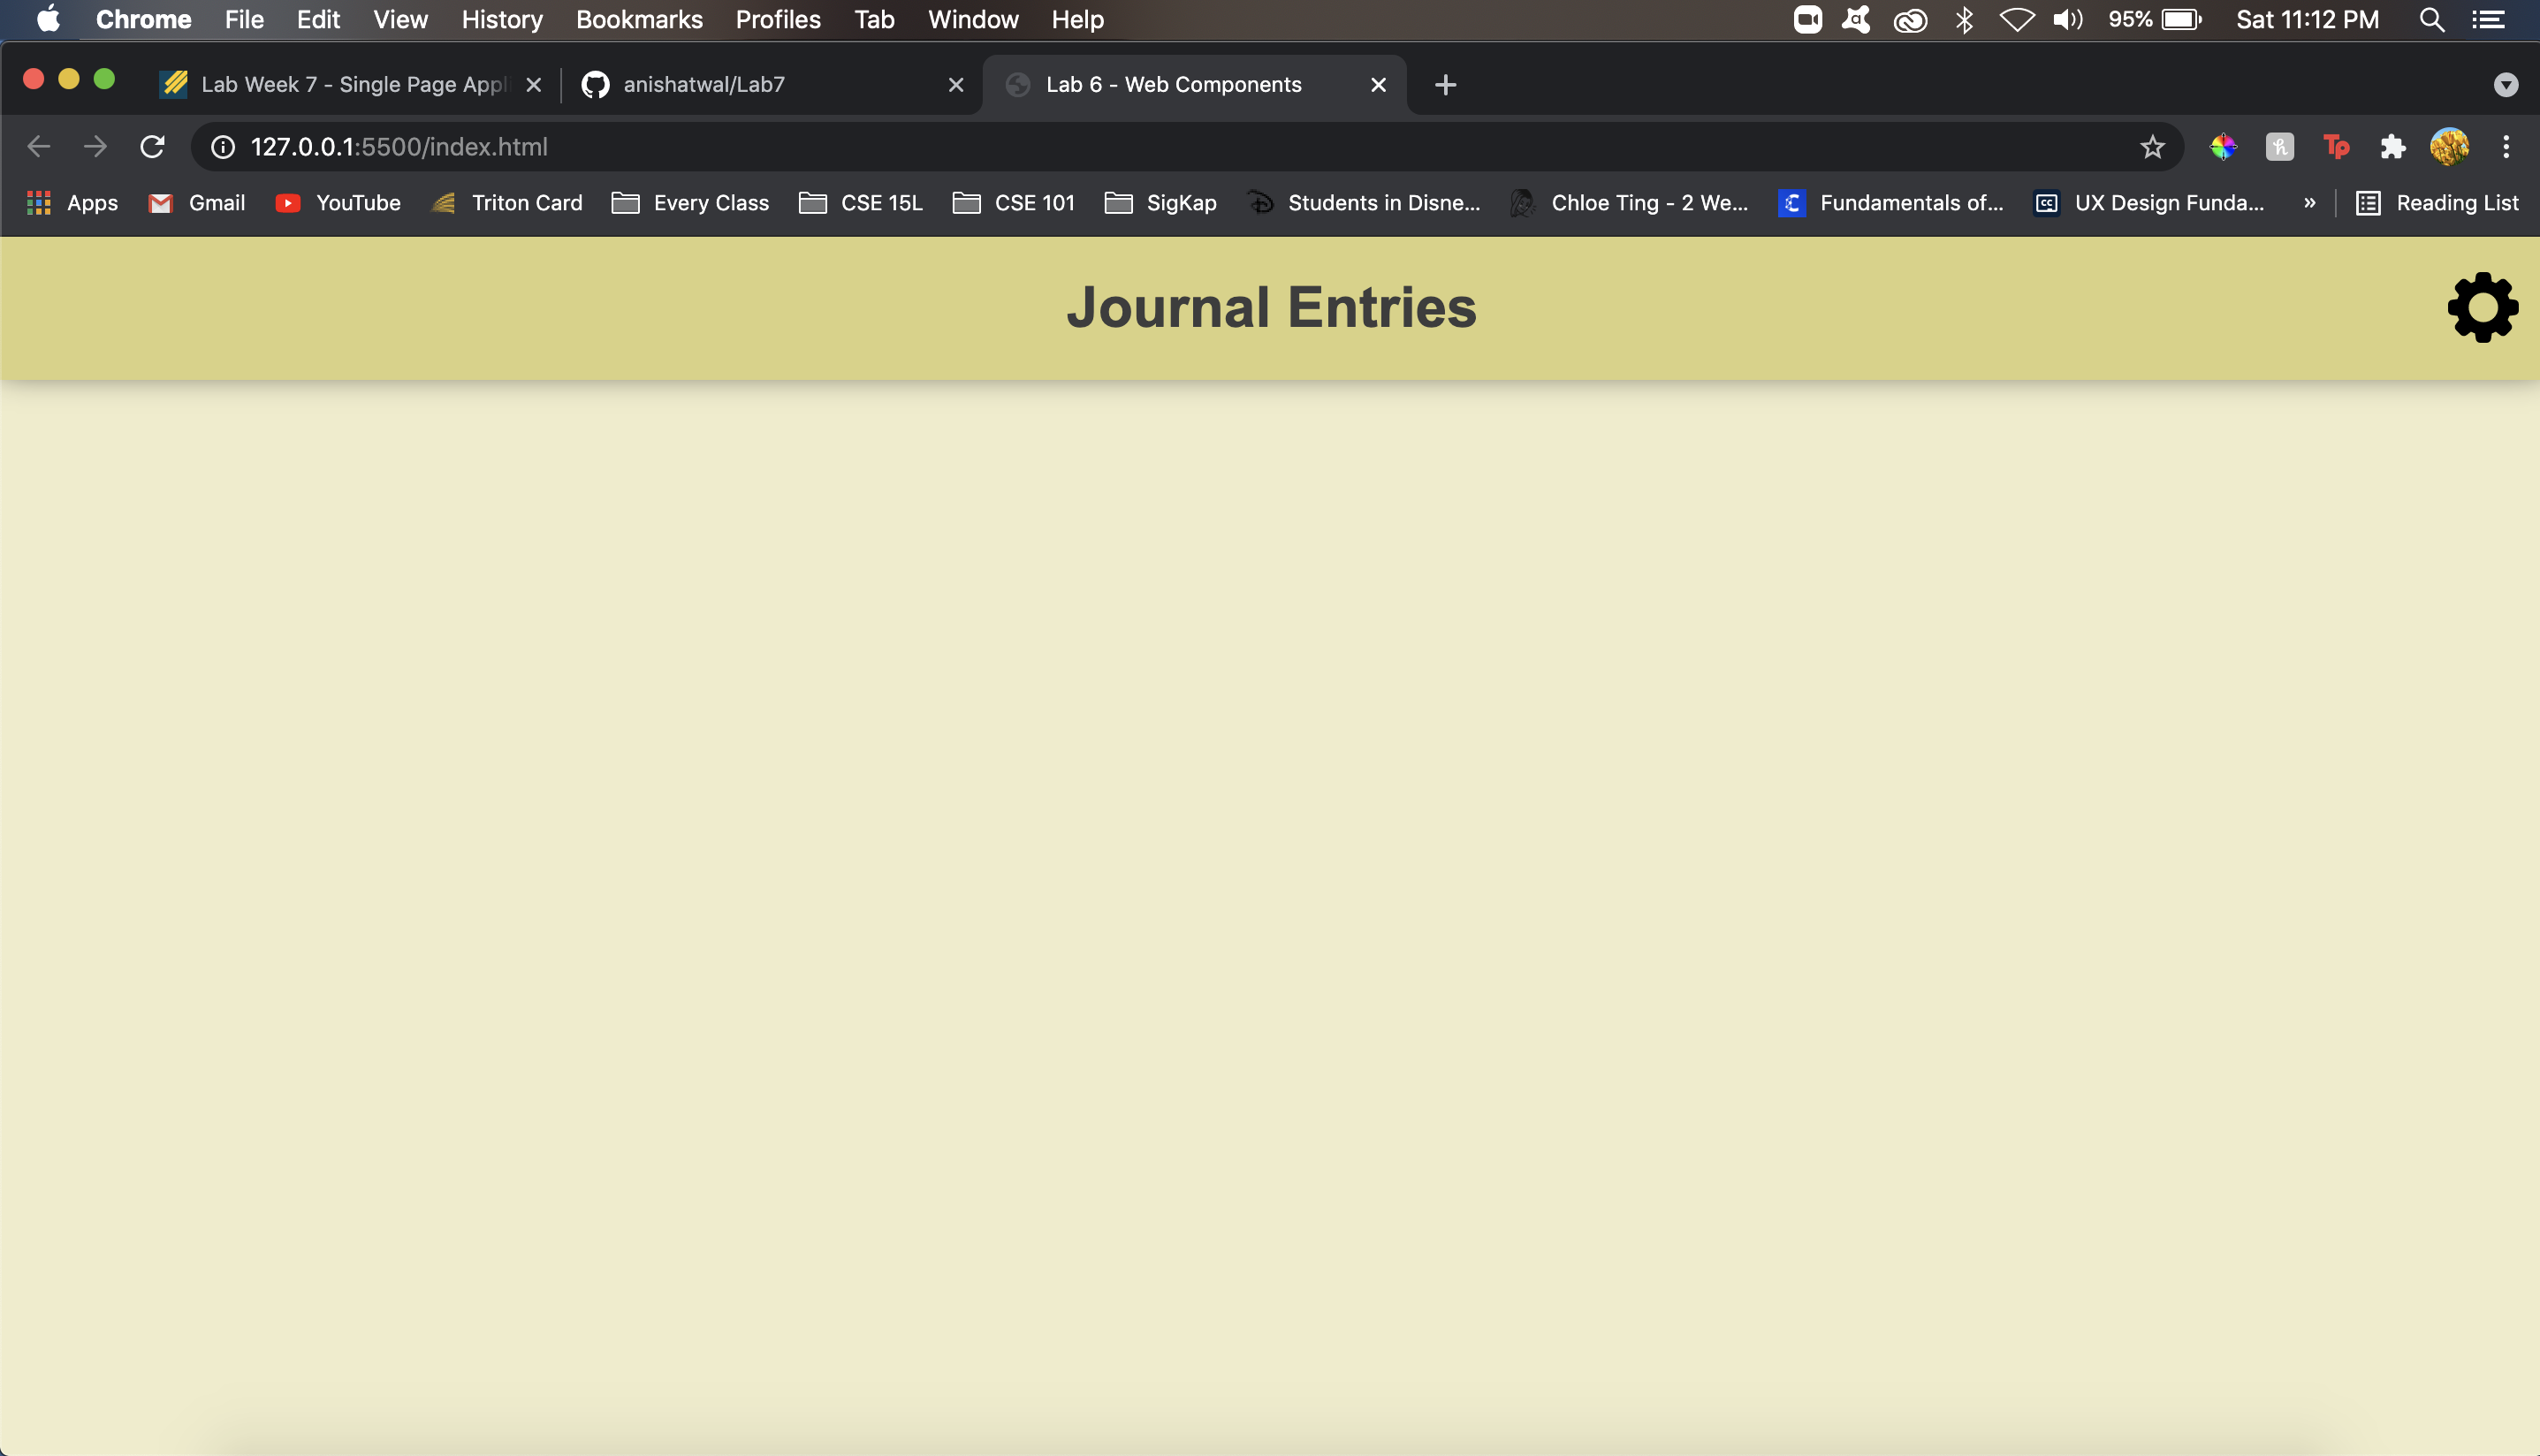 Chrome File Edit View History Bookmarks Profiles Tab Window Help 95% Sat 11:12 PM
Lab Week 7 - Single Page Appli anishatwal/Lab7 Lab 6 - Web Components
127.0.0.1:5500/index.html
Apps Gmail YouTube Triton Card Every Class CSE 15L CSE 101 SigKap Students in Disne... Chloe Ting - 2 We... Fundamentals of... UX Design Funda... » Reading List
Journal Entries